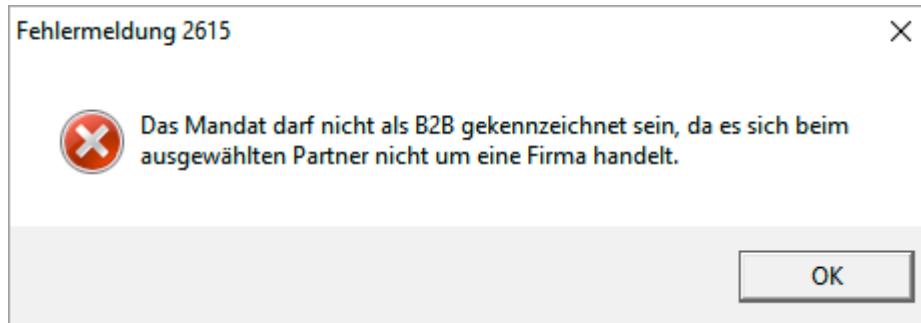 Fehlermeldung 2615
Das Mandat darf nicht als B2B gekennzeichnet sein, da es sich beim
ausgewählten Partner nicht um eine Firma handelt.
OK